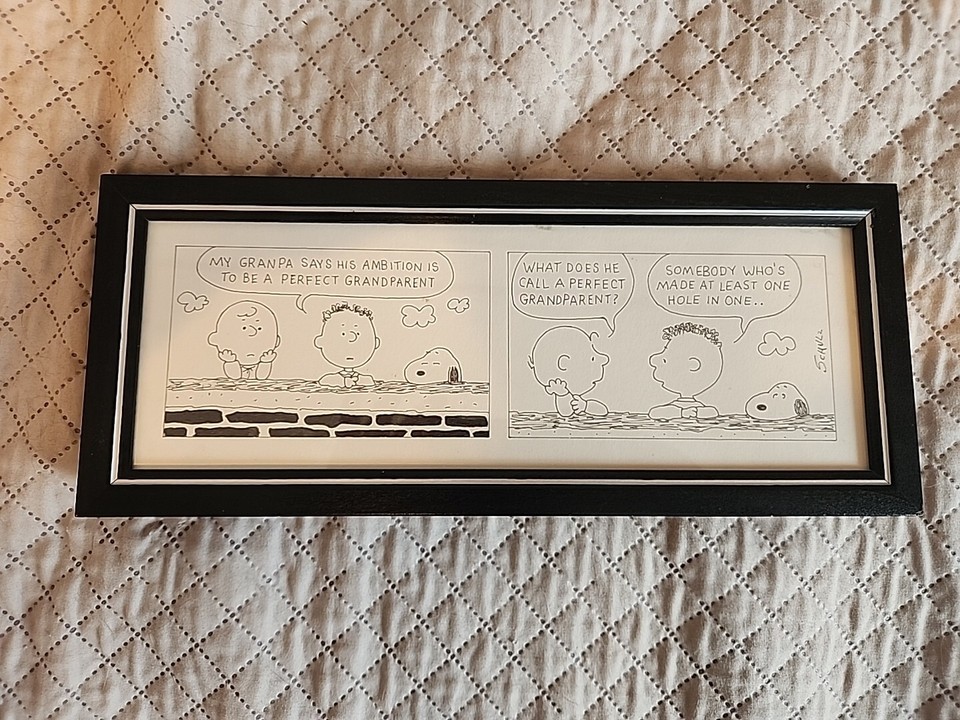 MY GRANPA SAYS HIS AMBITION IS
TO BE A PERFECT GRANDPARENT
WHAT DOES HE
CALL A PERFECT
GRANDPARENT?
SOMEBODY WHO'S
MADE AT LEAST ONE
HOLE IN ONE..